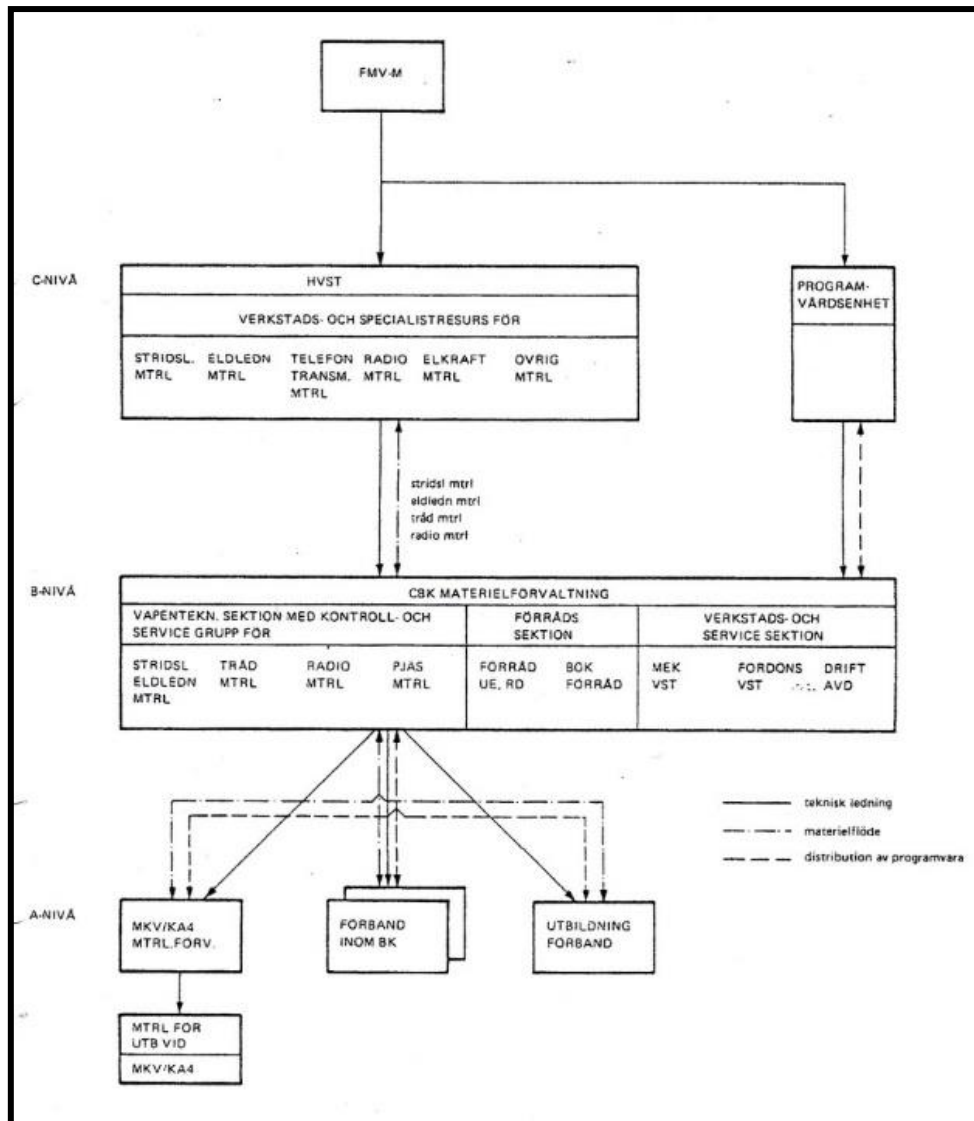 FMV-M
C-NIVÅ
HVST
VERKSTADS- OCH SPECIALISTRESURS FÖR
STRIDSL. ELDLEDN TELEFON RADIO ELKRAFT ÖVRIG
MTRL MTRL TRANSM. MTRL MTRL MTRL
MTRL
PROGRAM-
VÅRDSENHET
stridsl mtrl
eldledn mtrl
tråd mtrl
radio mtrl
B-NIVÅ
CBK MATERIELFÖRVALTNING
VAPENTEKN. SEKTION MED KONTROLL- OCH
SERVICE GRUPP FÖR
STRIDSL TRÅD RADIO PJÄS
ELDLEDN MTRL MTRL MTRL
MTRL
FÖRRÅDS
SEKTION
FÖRRÅD BOK
UE, RD FÖRRÅD
VERKSTADS- OCH
SERVICE SEKTION
MEK FORDONS DRIFT
VST VST AVD
teknisk ledning
materielflöde
distribution av programvara
A-NIVÅ
MKV/KA4
MTRL.FÖRV.
FÖRBAND
INOM BK
UTBILDNING
FÖRBAND
MTRL FÖR
UTB VID
MKV/KA4